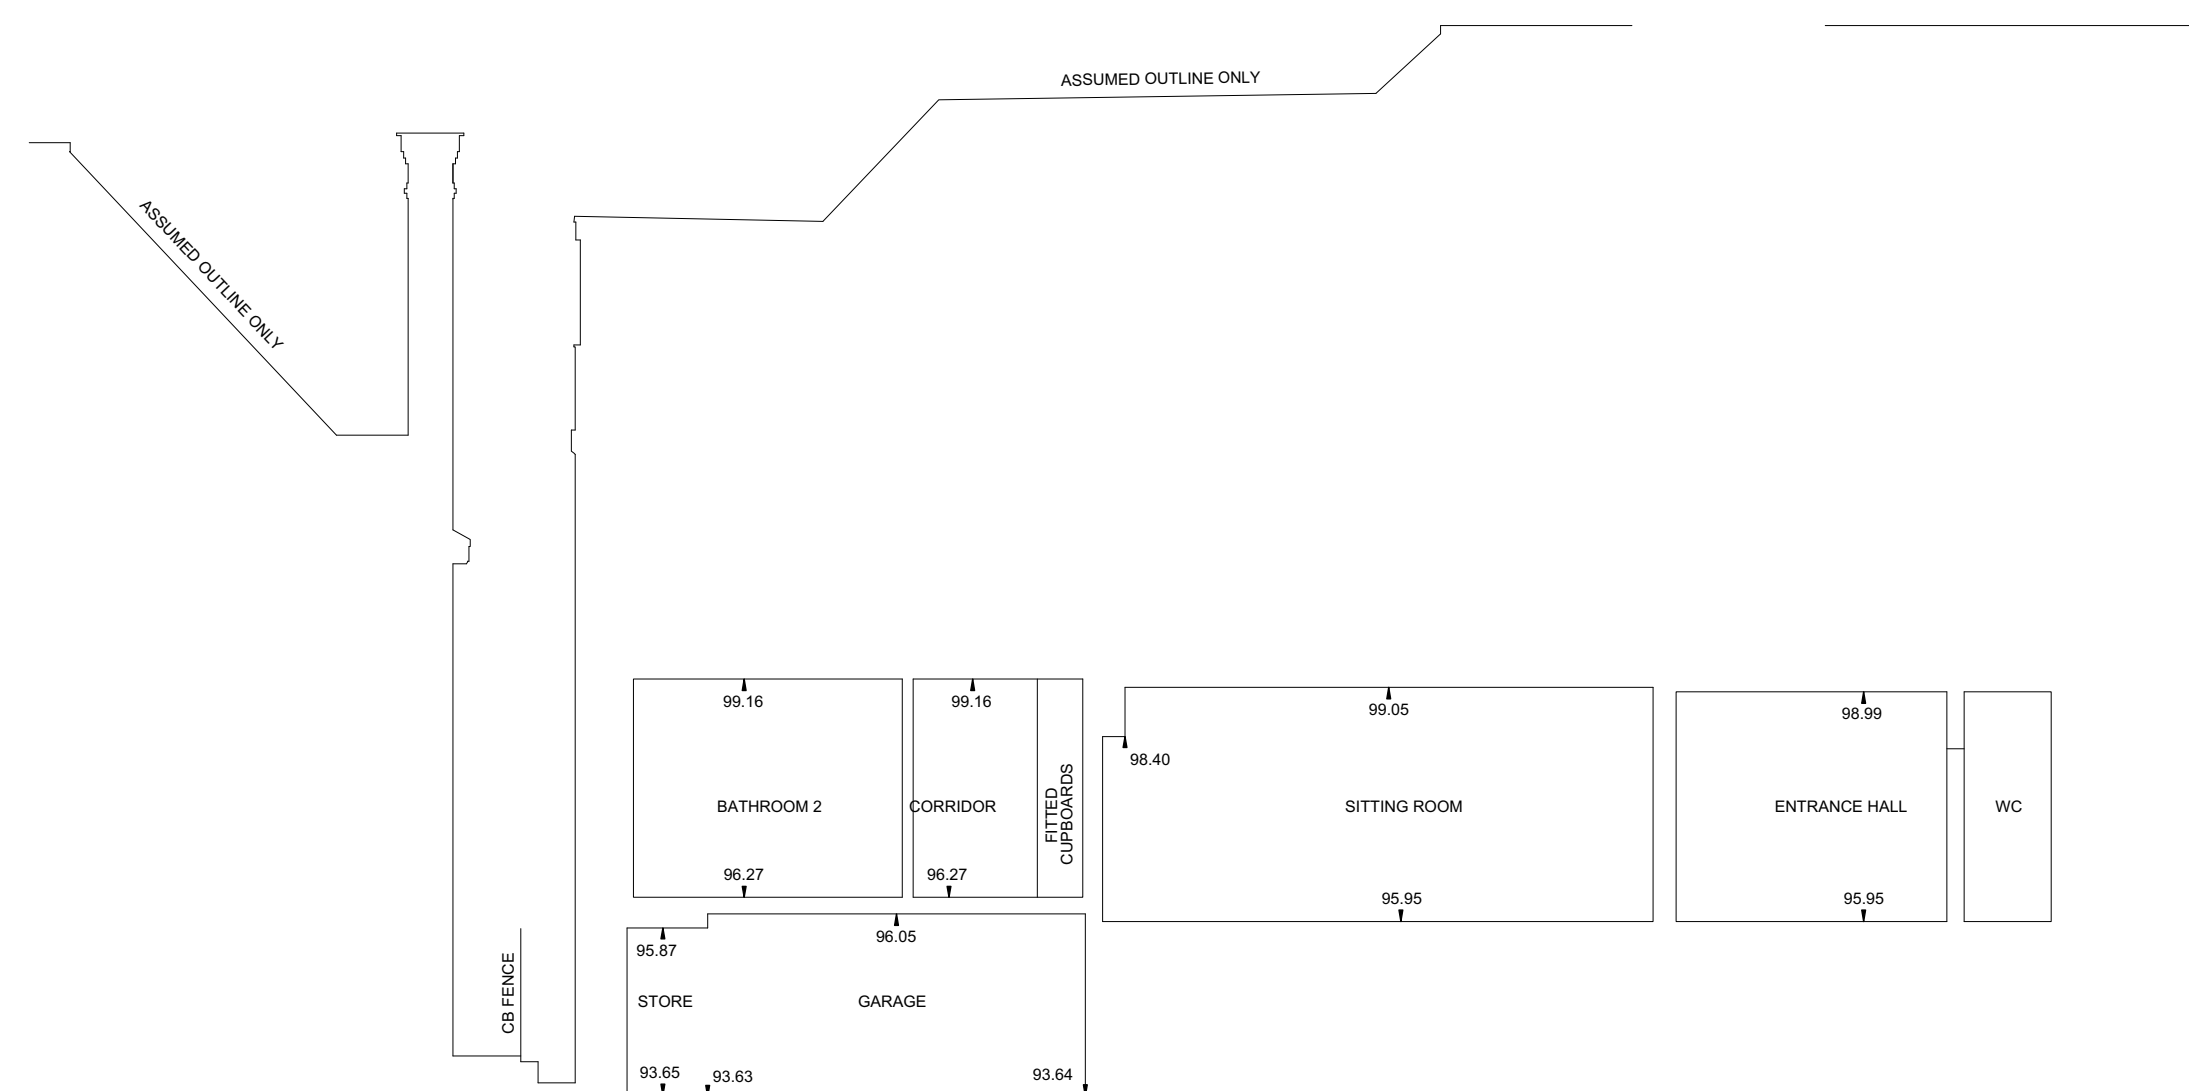 ASSUMED OUTLINE ONLY
ASSUMED OUTLINE ONLY
99.16
99.16
99.05
98.99
98.40
BATHROOM 2
CORRIDOR
FITTED
CUPBOARDS
SITTING ROOM
ENTRANCE HALL
WC
96.27
96.27
95.95
95.95
95.87
96.05
CB FENCE
STORE
GARAGE
93.65
93.63
93.64